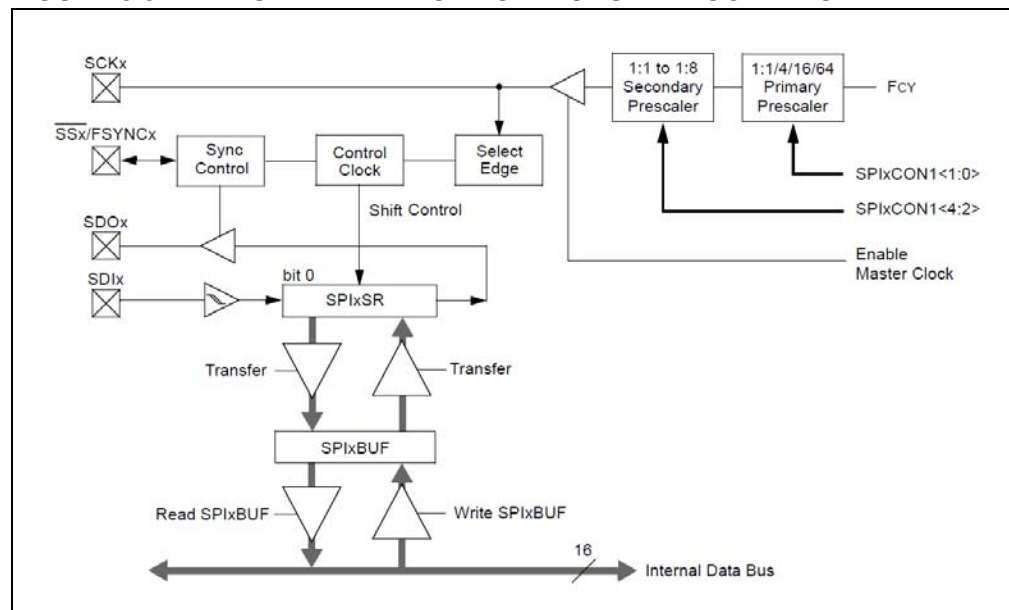 SCKx
1:1 to 1:8
Secondary
Prescaler
1:1/4/16/64
Primary
Prescaler
FCY
SSx/FSYNCx
Sync
Control
Control
Clock
Select
Edge
SPIxCON1<1:0>
Shift Control
SPIxCON1<4:2>
SDOx
Enable
Master Clock
SDIx
bit 0
SPIxSR
Transfer
Transfer
SPIxBUF
Read SPIxBUF
Write SPIxBUF
16
Internal Data Bus